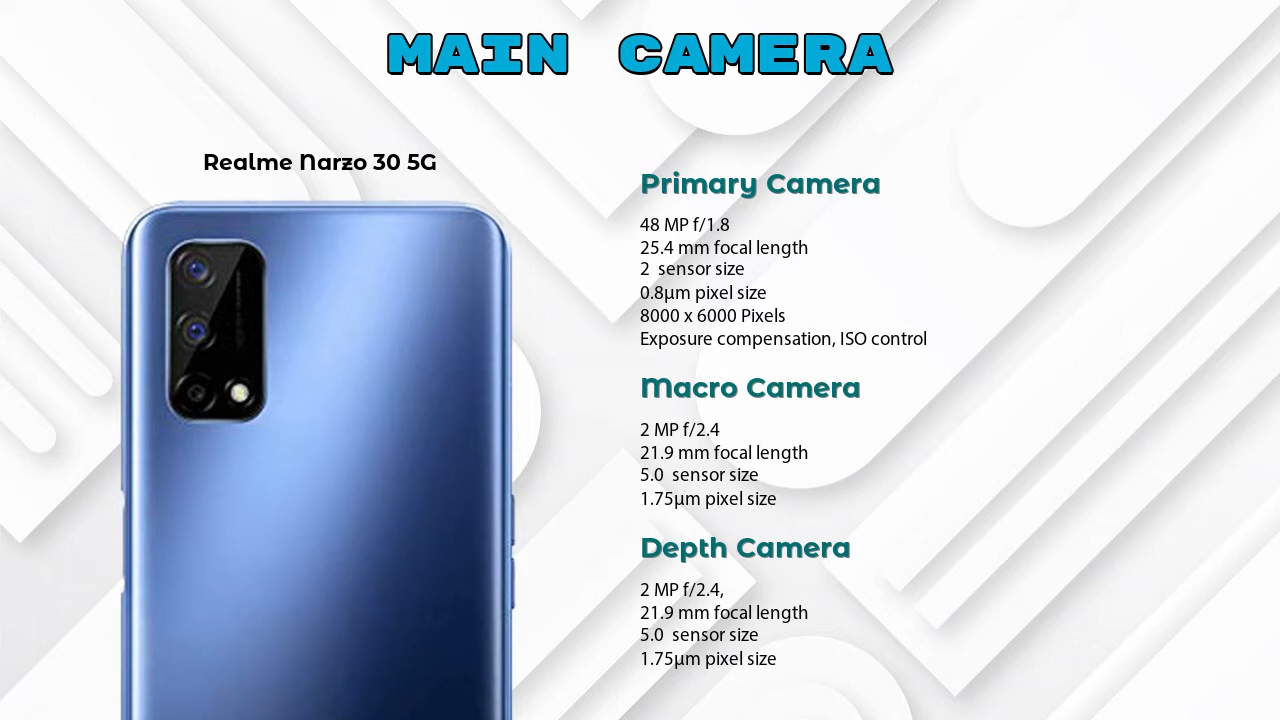 MAIN CAMERA
Realme Narzo 30 5G
Primary Camera
48 MP f/1.8
25.4 mm focal length
2  sensor size
0.8µm pixel size
8000 x 6000 Pixels
Exposure compensation, ISO control
Macro Camera
2 MP f/2.4
21.9 mm focal length
5.0  sensor size
1.75µm pixel size
Depth Camera
2 MP f/2.4,
21.9 mm focal length
5.0  sensor size
1.75µm pixel size